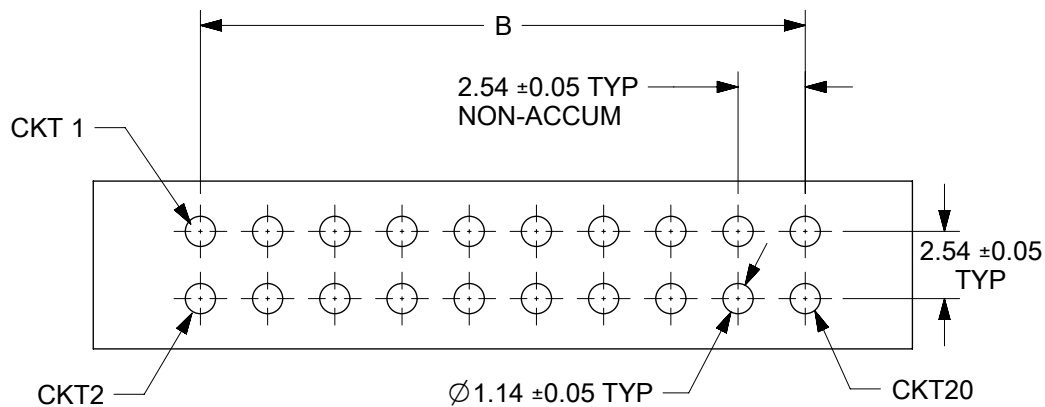 B
2.54 ±0.05 TYP
NON-ACCUM
CKT 1
2.54 ±0.05
TYP
CKT2
∅1.14 ±0.05 TYP
CKT20